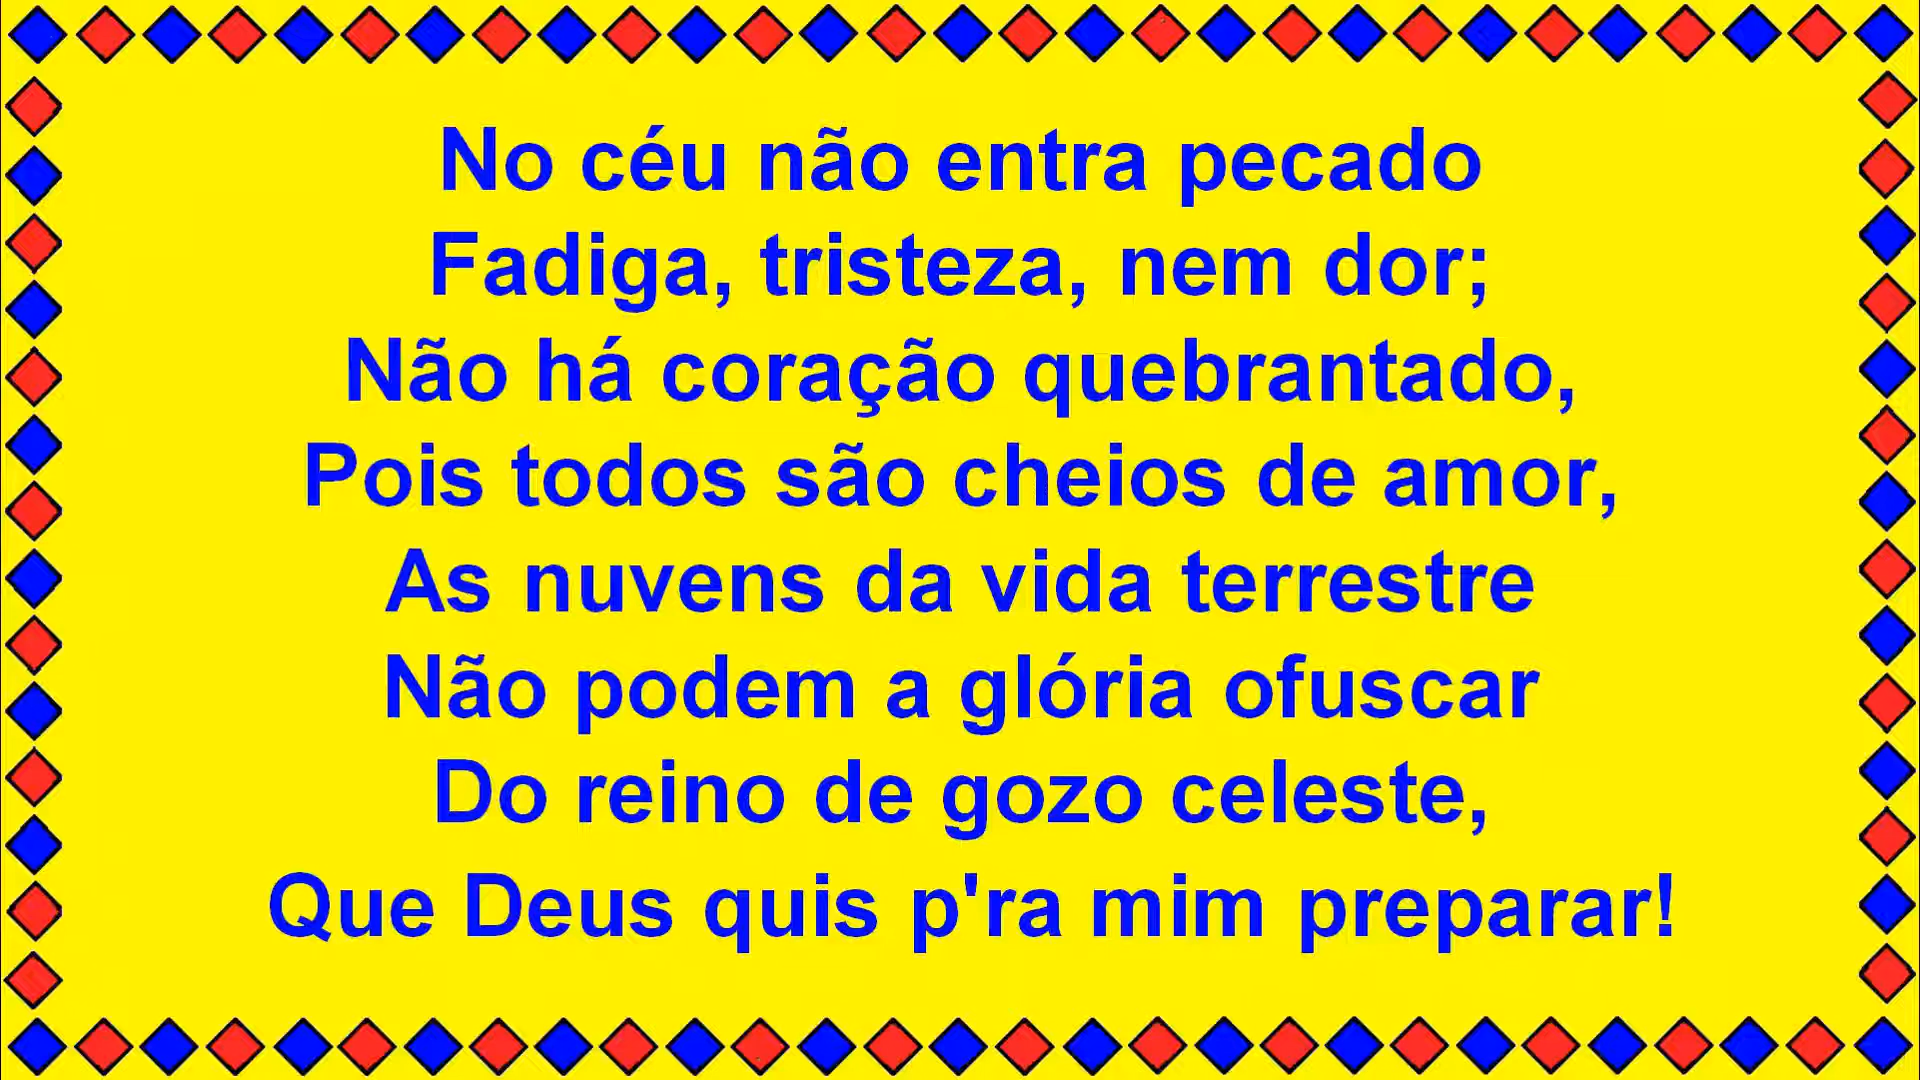 No céu não entra pecado
Fadiga, tristeza, nem dor;
Não há coração quebrantado,
Pois todos são cheios de amor,
As nuvens da vida terrestre
Não podem a glória ofuscar
Do reino de gozo celeste,
Que Deus quis p'ra mim preparar!